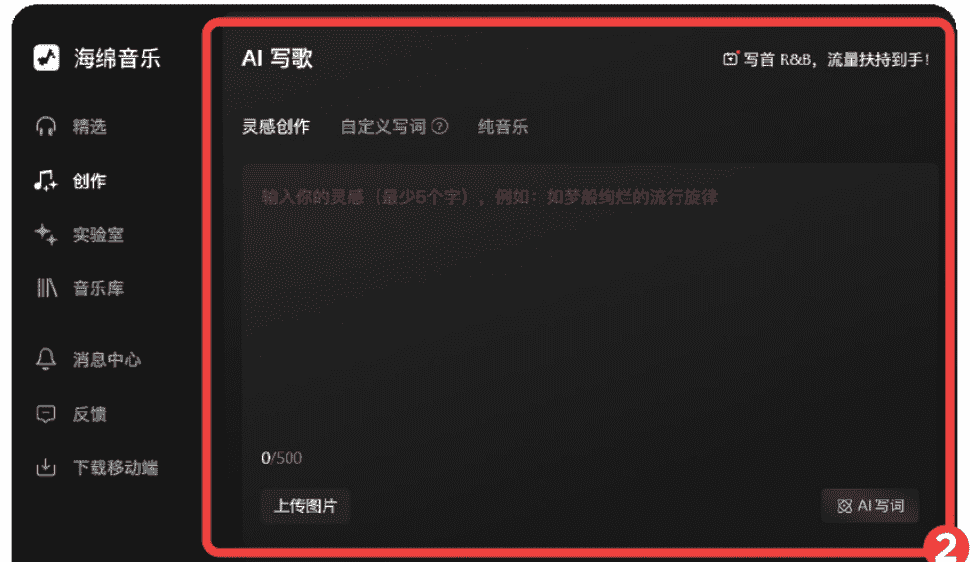 海绵音乐
精选
创作
实验室
音乐库
消息中心
反馈
下载移动端
AI 写歌
写首 R&B，流量扶持到手！
灵感创作 自定义写词 ? 纯音乐
输入你的灵感（最少5个字），例如：如梦般绚烂的流行旋律
0/500
上传图片
AI 写词
2